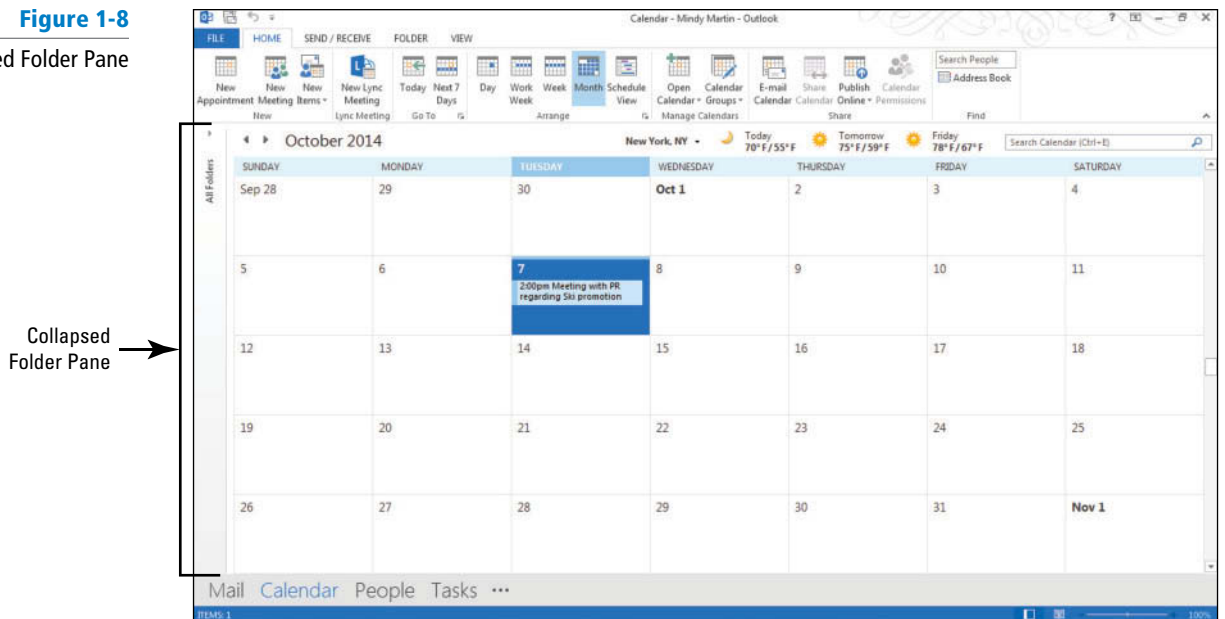 Figure 1-8
ed Folder Pane
Calendar - Mindy Martin - Outlook
FILE HOME SEND / RECEIVE FOLDER VIEW
New Appointment
New Meeting
New Items
New Lync Meeting
Today
Next 7 Days
Day
Work Week
Week
Month
Schedule View
Open Calendar
Calendar Groups
E-mail Calendar
Share Calendar
Publish Online
Calendar Permissions
Search People
Address Book
New Lync Meeting Go To Arrange Manage Calendars Share Find
All Folders
October 2014
New York, NY
Today 70°F/55°F
Tomorrow 75°F/59°F
Friday 78°F/67°F
Search Calendar (Ctrl+E)
SUNDAY MONDAY TUESDAY WEDNESDAY THURSDAY FRIDAY SATURDAY
Sep 28 29 30 Oct 1 2 3 4
5 6 7 8 9 10 11
2:00pm Meeting with PR
regarding Ski promotion
12 13 14 15 16 17 18
19 20 21 22 23 24 25
26 27 28 29 30 31 Nov 1
Collapsed
Folder Pane
Mail Calendar People Tasks •••
ITEMS: 1
100%